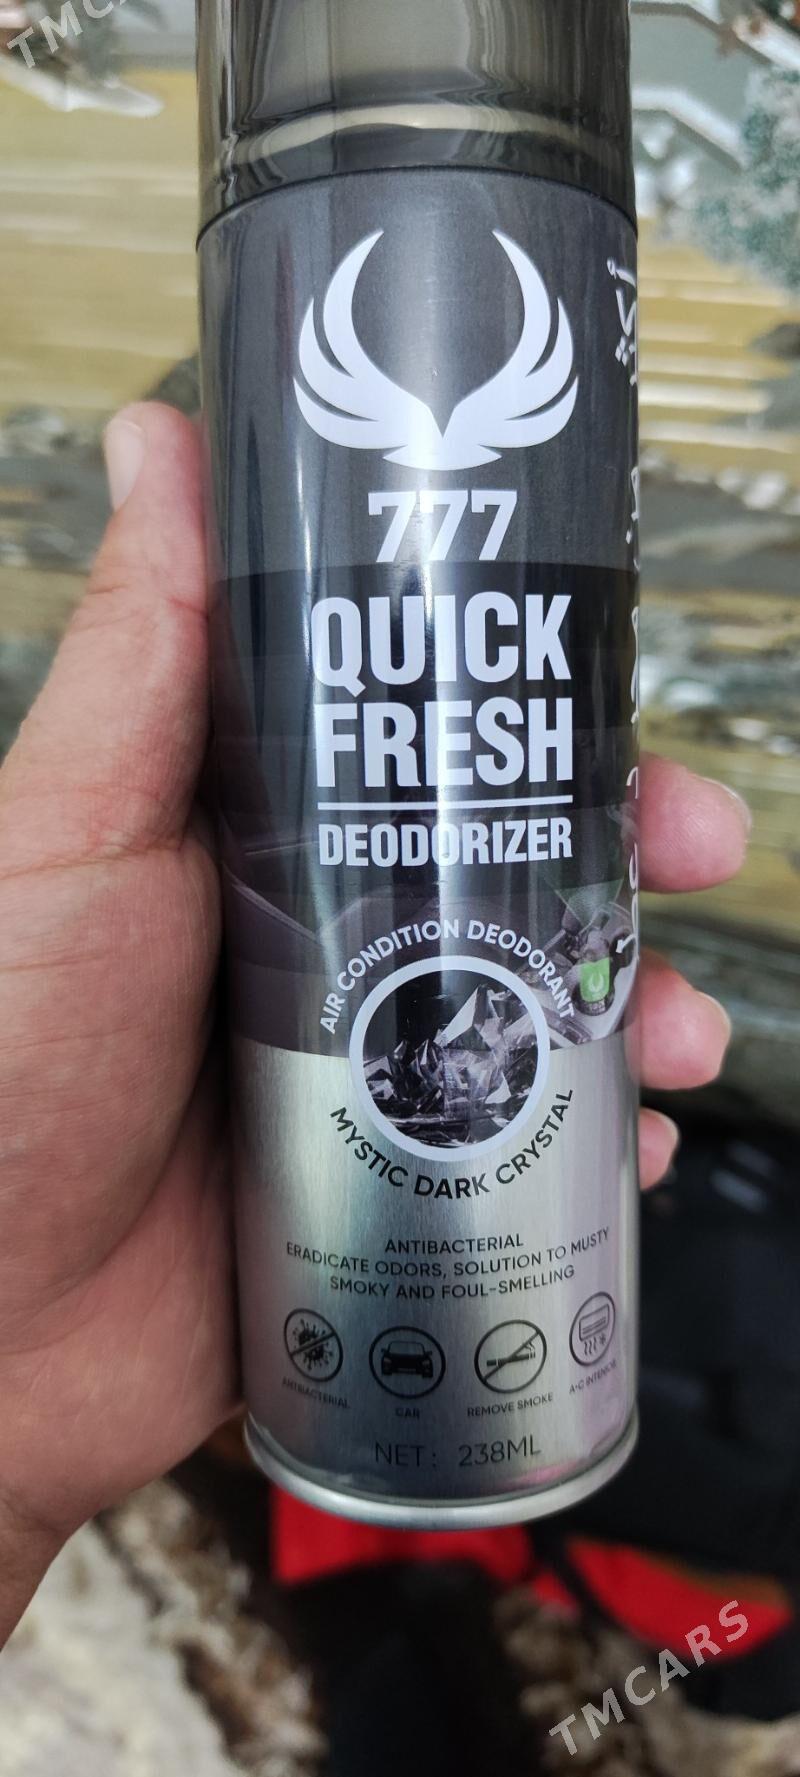 777
QUICK
FRESH
DEODORIZER
AIR CONDITION DEODORANT
MYSTIC DARK CRYSTAL
ANTIBACTERIAL
ERADICATE ODORS, SOLUTION TO MUSTY
SMOKY AND FOUL-SMELLING
ANTIBACTERIAL
CAR
REMOVE SMOKE
A·C INTERIOR
NET: 238ML
TMCARS